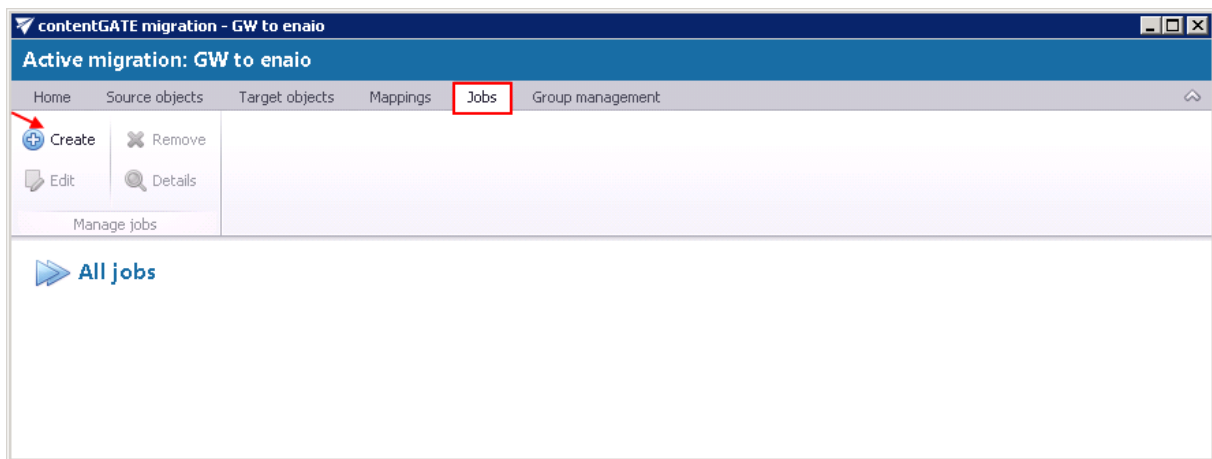 contentGATE migration - GW to enaio
Active migration: GW to enaio
Home Source objects Target objects Mappings Jobs Group management
Create Remove
Edit Details
Manage jobs
All jobs